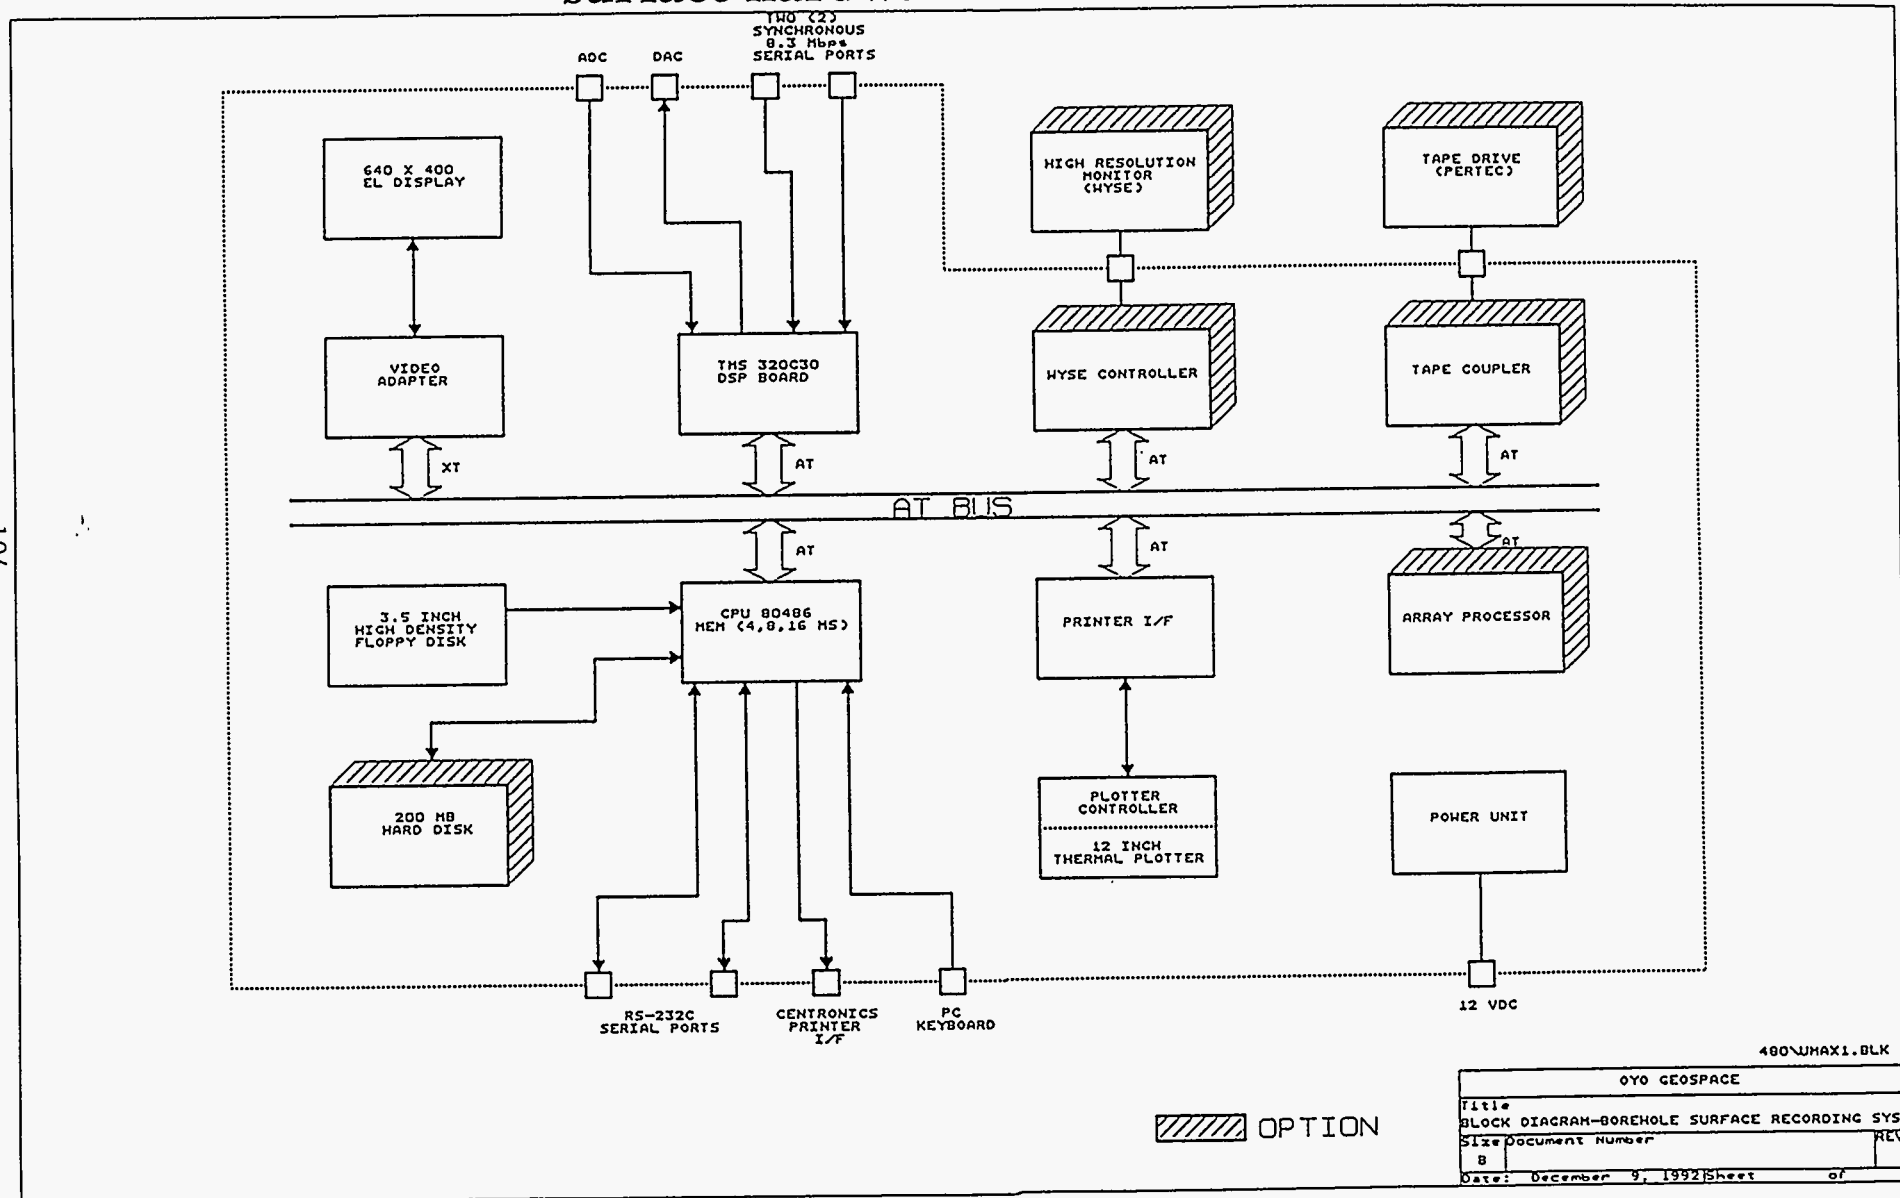 TWO (2)
SYNCHRONOUS
8.3 Mbps
SERIAL PORTS
ADC
DAC
640 X 400
EL DISPLAY
HIGH RESOLUTION
MONITOR
(WYSE)
TAPE DRIVE
(PERTEC)
VIDEO
ADAPTER
TMS 320C30
DSP BOARD
WYSE CONTROLLER
TAPE COUPLER
XT
AT
AT
AT
AT BUS
AT
AT
AT
3.5 INCH
HIGH DENSITY
FLOPPY DISK
CPU 80486
MEM (4,8,16 MS)
PRINTER I/F
ARRAY PROCESSOR
200 MB
HARD DISK
PLOTTER
CONTROLLER
12 INCH
THERMAL PLOTTER
POWER UNIT
RS-232C
SERIAL PORTS
CENTRONICS
PRINTER
I/F
PC
KEYBOARD
12 VDC
480\WMAX1.BLK
OYO GEOSPACE
Title
BLOCK DIAGRAM-BOREHOLE SURFACE RECORDING SYS
Size Document Number
REV
B
Date: December 9, 1992 Sheet of
OPTION